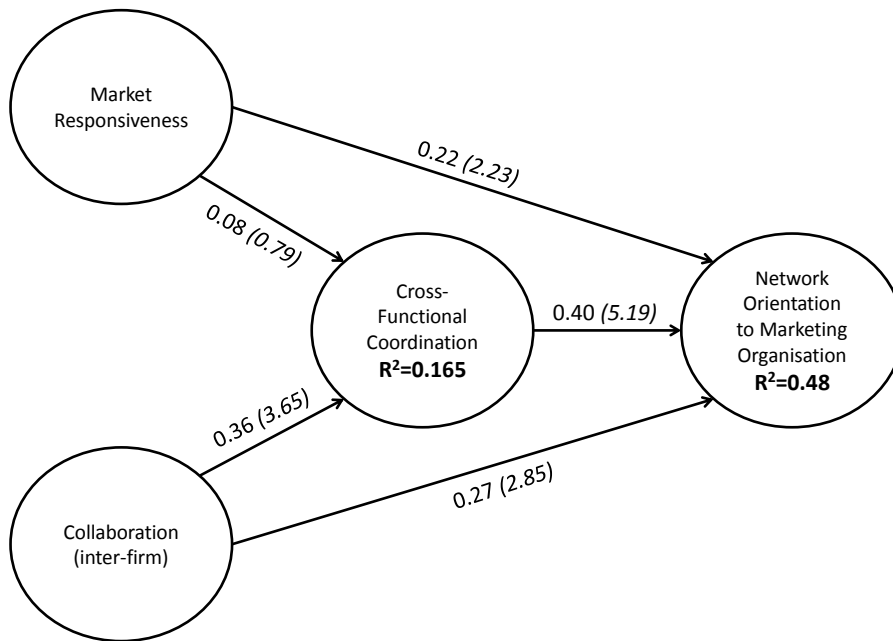 Market
Responsiveness
0.22 (2.23)
0.08 (0.79)
Cross-
Functional
Coordination
R²=0.165
0.40 (5.19)
Network
Orientation
to Marketing
Organisation
R²=0.48
0.36 (3.65)
0.27 (2.85)
Collaboration
(inter-firm)